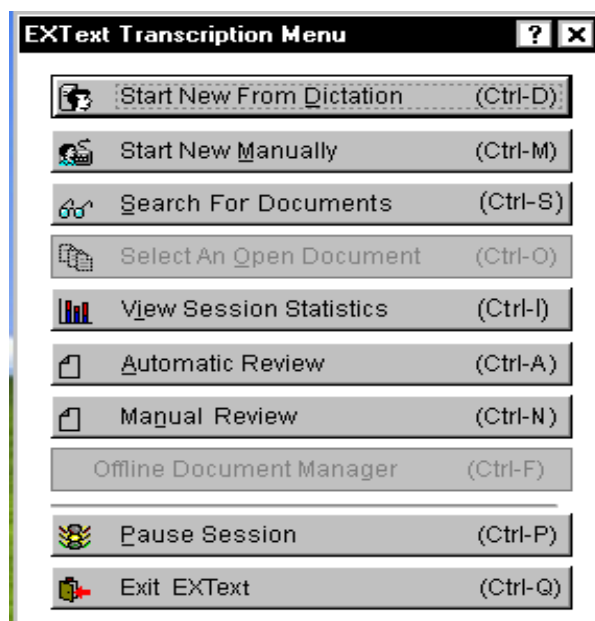 EXText Transcription Menu ? X
Start New From Dictation (Ctrl-D)
Start New Manually (Ctrl-M)
Search For Documents (Ctrl-S)
Select An Open Document (Ctrl-O)
View Session Statistics (Ctrl-I)
Automatic Review (Ctrl-A)
Manual Review (Ctrl-N)
Offline Document Manager (Ctrl-F)
Pause Session (Ctrl-P)
Exit EXText (Ctrl-Q)